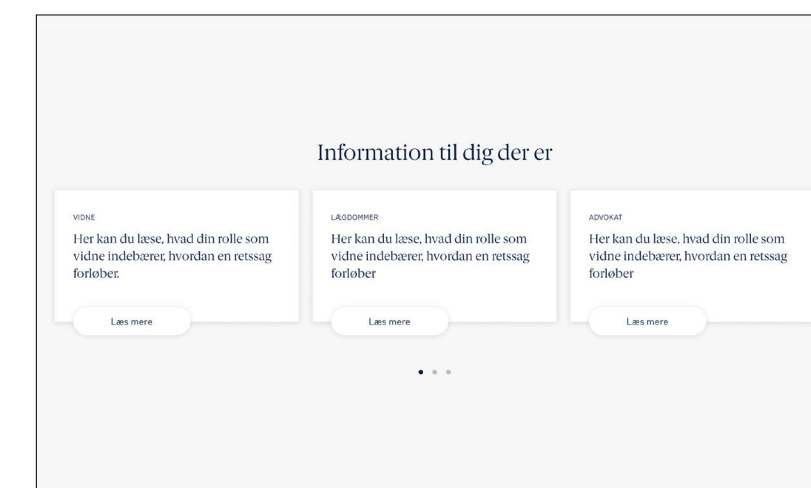 Information til dig der er
VIDNE
Her kan du læse, hvad din rolle som
vidne indebærer, hvordan en retssag
forløber.
Læs mere
LÆGDOMMER
Her kan du læse, hvad din rolle som
vidne indebærer, hvordan en retssag
forløber
Læs mere
ADVOKAT
Her kan du læse, hvad din rolle som
vidne indebærer, hvordan en retssag
forløber
Læs mere